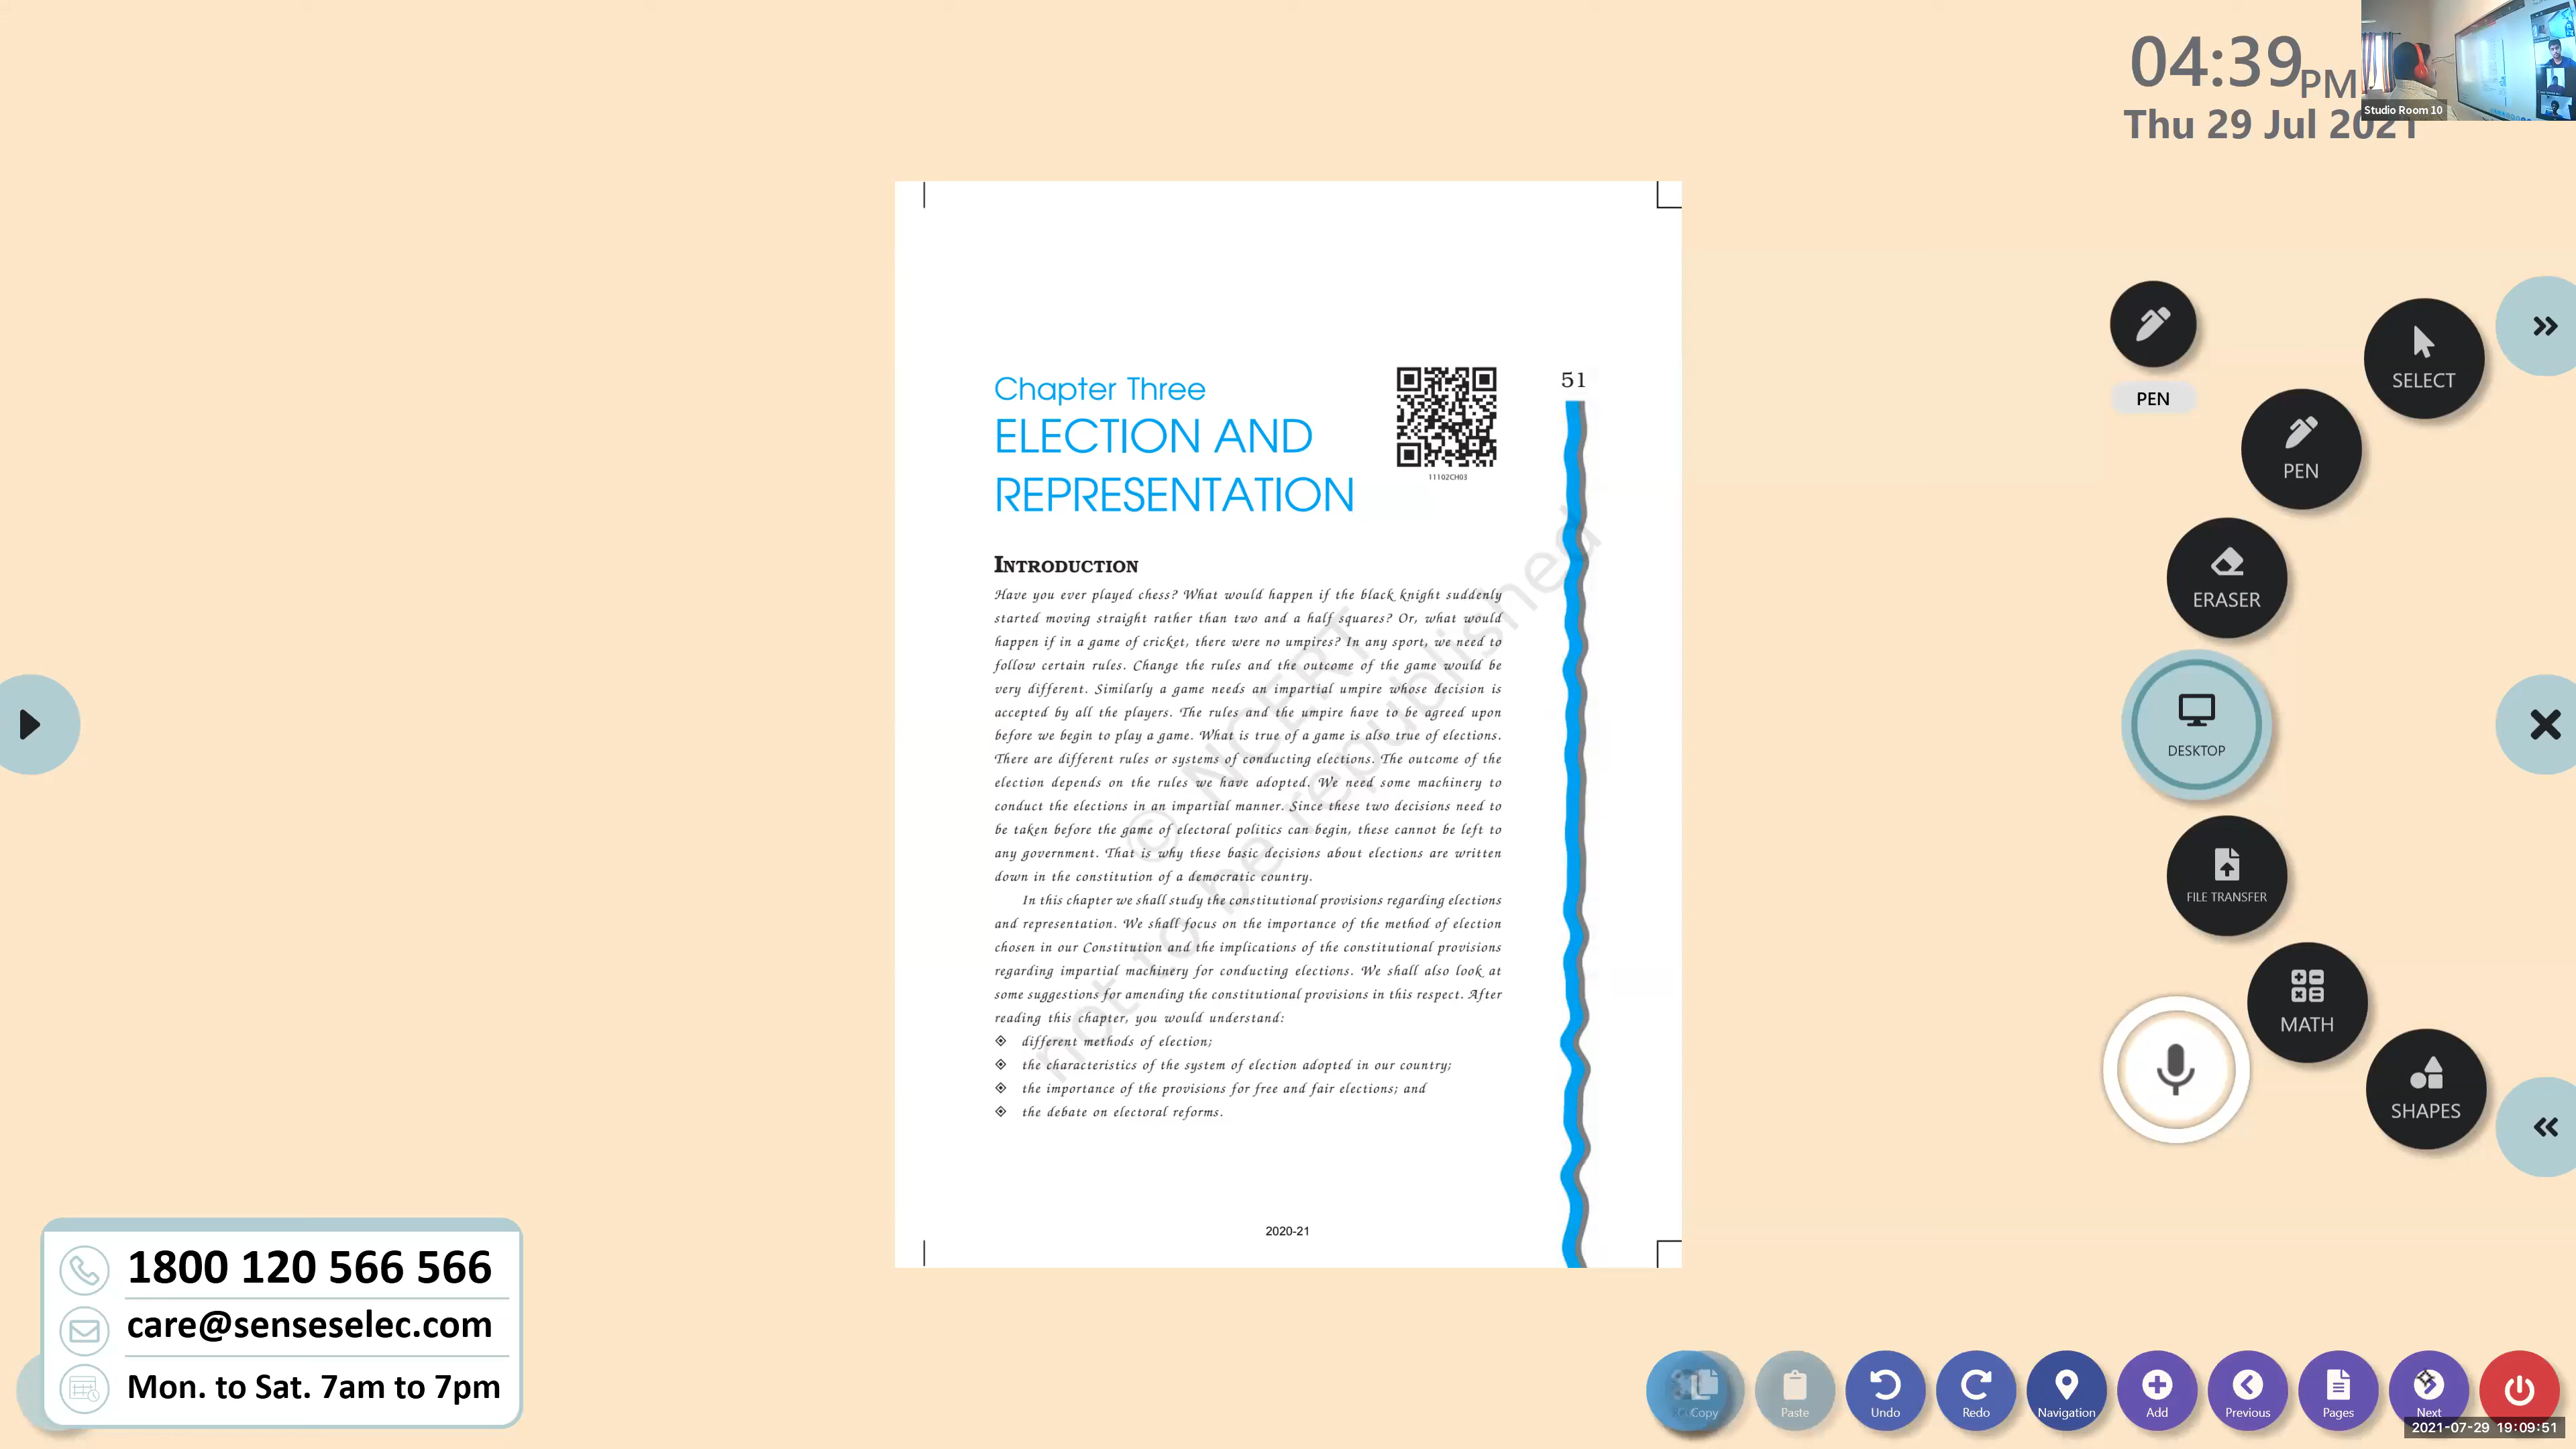 04:39PM
Thu 29 Jul 2021
Studio Room 10
Chapter Three
ELECTION AND
REPRESENTATION
11102CH03
51
INTRODUCTION
Have you ever played chess? What would happen if the black knight suddenly
started moving straight rather than two and a half squares? Or, what would
happen if in a game of cricket, there were no umpires? In any sport, we need to
follow certain rules. Change the rules and the outcome of the game would be
very different. Similarly a game needs an impartial umpire whose decision is
accepted by all the players. The rules and the umpire have to be agreed upon
before we begin to play a game. What is true of a game is also true of elections.
There are different rules or systems of conducting elections. The outcome of the
election depends on the rules we have adopted. We need some machinery to
conduct the elections in an impartial manner. Since these two decisions need to
be taken before the game of electoral politics can begin, these cannot be left to
any government. That is why these basic decisions about elections are written
down in the constitution of a democratic country.
In this chapter we shall study the constitutional provisions regarding elections
and representation. We shall focus on the importance of the method of election
chosen in our Constitution and the implications of the constitutional provisions
regarding impartial machinery for conducting elections. We shall also look at
some suggestions for amending the constitutional provisions in this respect. After
reading this chapter, you would understand:
different methods of election;
the characteristics of the system of election adopted in our country;
the importance of the provisions for free and fair elections; and
the debate on electoral reforms.
© NCERT
not to be republished
2020-21
PEN
SELECT
PEN
ERASER
DESKTOP
FILE TRANSFER
MATH
SHAPES
1800 120 566 566
care@senseselec.com
Mon. to Sat. 7am to 7pm
Copy
Paste
Undo
Redo
Navigation
Add
Previous
Pages
Next
2021-07-29 19:09:51